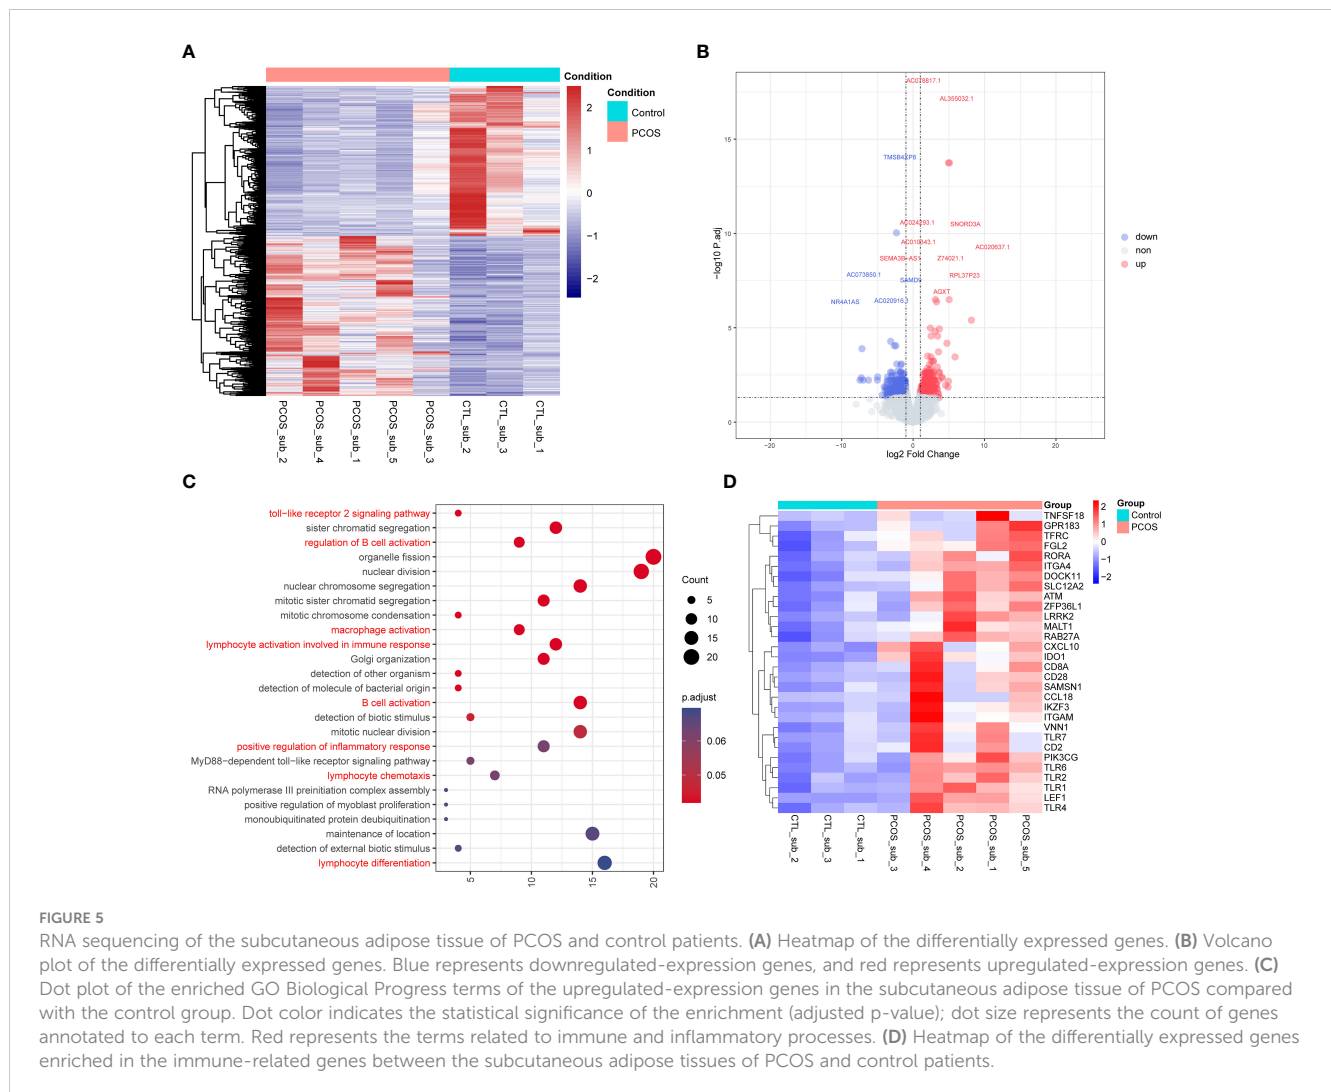 A
Condition
Condition
Control
PCOS
2
1
0
−1
−2
PCOS_sub_2
PCOS_sub_4
PCOS_sub_1
PCOS_sub_5
PCOS_sub_3
CTL_sub_2
CTL_sub_3
CTL_sub_1
B
AC078817.1
AL355032.1
TMSB4XP8
AC024293.1
SNORD3A
AC010343.1
AC020637.1
SEMA3B−AS1
Z74021.1
AC073850.1
SAMD9
RPL37P23
AGXT
NR4A1AS
AC020916.1
−log10 P.adj
15
10
5
0
−20
−10
0
10
20
log2 Fold Change
down
non
up
C
toll−like receptor 2 signaling pathway
sister chromatid segregation
regulation of B cell activation
organelle fission
nuclear division
nuclear chromosome segregation
mitotic sister chromatid segregation
mitotic chromosome condensation
macrophage activation
lymphocyte activation involved in immune response
Golgi organization
detection of other organism
detection of molecule of bacterial origin
B cell activation
detection of biotic stimulus
mitotic nuclear division
positive regulation of inflammatory response
MyD88−dependent toll−like receptor signaling pathway
lymphocyte chemotaxis
RNA polymerase III preinitiation complex assembly
positive regulation of myoblast proliferation
monoubiquitinated protein deubiquitination
maintenance of location
detection of external biotic stimulus
lymphocyte differentiation
5
10
15
20
Count
5
10
15
20
p.adjust
0.06
0.05
D
Group
TNFSF18
GPR183
TFRC
FGL2
RORA
ITGA4
DOCK11
SLC12A2
ATM
ZFP36L1
LRRK2
MALT1
RAB27A
CXCL10
IDO1
CD8A
CD28
SAMSN1
CCL18
IKZF3
ITGAM
VNN1
TLR7
CD2
PIK3CG
TLR6
TLR2
TLR1
LEF1
TLR4
CTL_sub_2
CTL_sub_3
CTL_sub_1
PCOS_sub_3
PCOS_sub_4
PCOS_sub_2
PCOS_sub_1
PCOS_sub_5
2
1
0
−1
−2
Group
Control
PCOS
FIGURE 5
RNA sequencing of the subcutaneous adipose tissue of PCOS and control patients. (A) Heatmap of the differentially expressed genes. (B) Volcano
plot of the differentially expressed genes. Blue represents downregulated-expression genes, and red represents upregulated-expression genes. (C)
Dot plot of the enriched GO Biological Progress terms of the upregulated-expression genes in the subcutaneous adipose tissue of PCOS compared
with the control group. Dot color indicates the statistical significance of the enrichment (adjusted p-value); dot size represents the count of genes
annotated to each term. Red represents the terms related to immune and inflammatory processes. (D) Heatmap of the differentially expressed genes
enriched in the immune-related genes between the subcutaneous adipose tissues of PCOS and control patients.